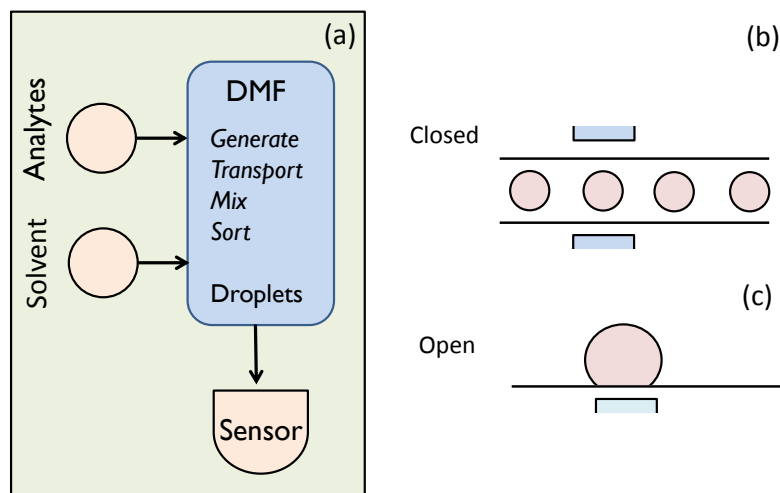 (a)
Analytes
Solvent
DMF
Generate
Transport
Mix
Sort
Droplets
Sensor
(b)
Closed
(c)
Open